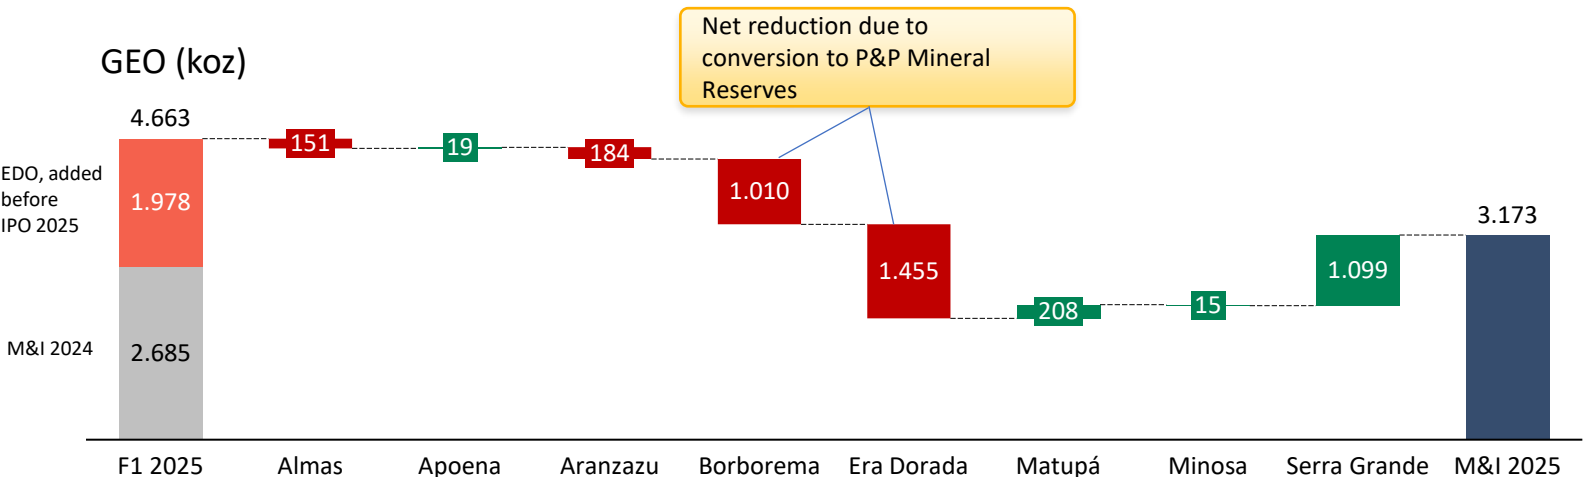 Net reduction due to
conversion to P&P Mineral
Reserves
GEO (koz)
4.663
151
19
184
EDO, added
before
IPO 2025
1.978
1.010
3.173
1.455
1.099
208
15
M&I 2024
2.685
F1 2025
Almas
Apoena
Aranzazu
Borborema
Era Dorada
Matupá
Minosa
Serra Grande
M&I 2025